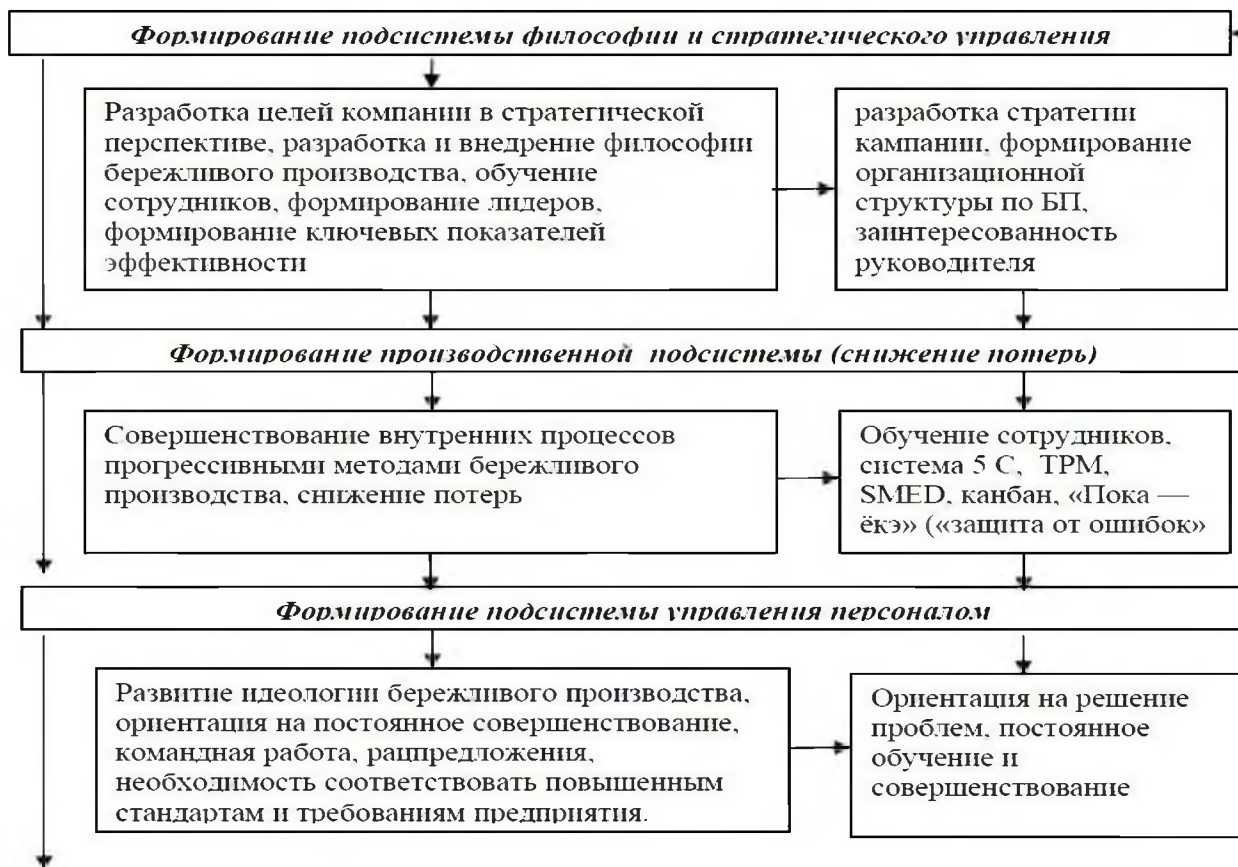 Формирование подсистемы философии и стратегического управления
Разработка целей компании в стратегической
перспективе, разработка и внедрение философии
бережливого производства, обучение
сотрудников, формирование лидеров,
формирование ключевых показателей
эффективности
разработка стратегии
кампании, формирование
организационной
структуры по БП,
заинтересованность
руководителя
Формирование производственной подсистемы (снижение потерь)
Совершенствование внутренних процессов
прогрессивными методами бережливого
производства, снижение потерь
Обучение сотрудников,
система 5 С, ТРМ,
SMED, канбан, «Пока —
ёкэ» («защита от ошибок»
Формирование подсистемы управления персоналом
Развитие идеологии бережливого производства,
ориентация на постоянное совершенствование,
командная работа, рацпредложения,
необходимость соответствовать повышенным
стандартам и требованиям предприятия.
Ориентация на решение
проблем, постоянное
обучение и
совершенствование